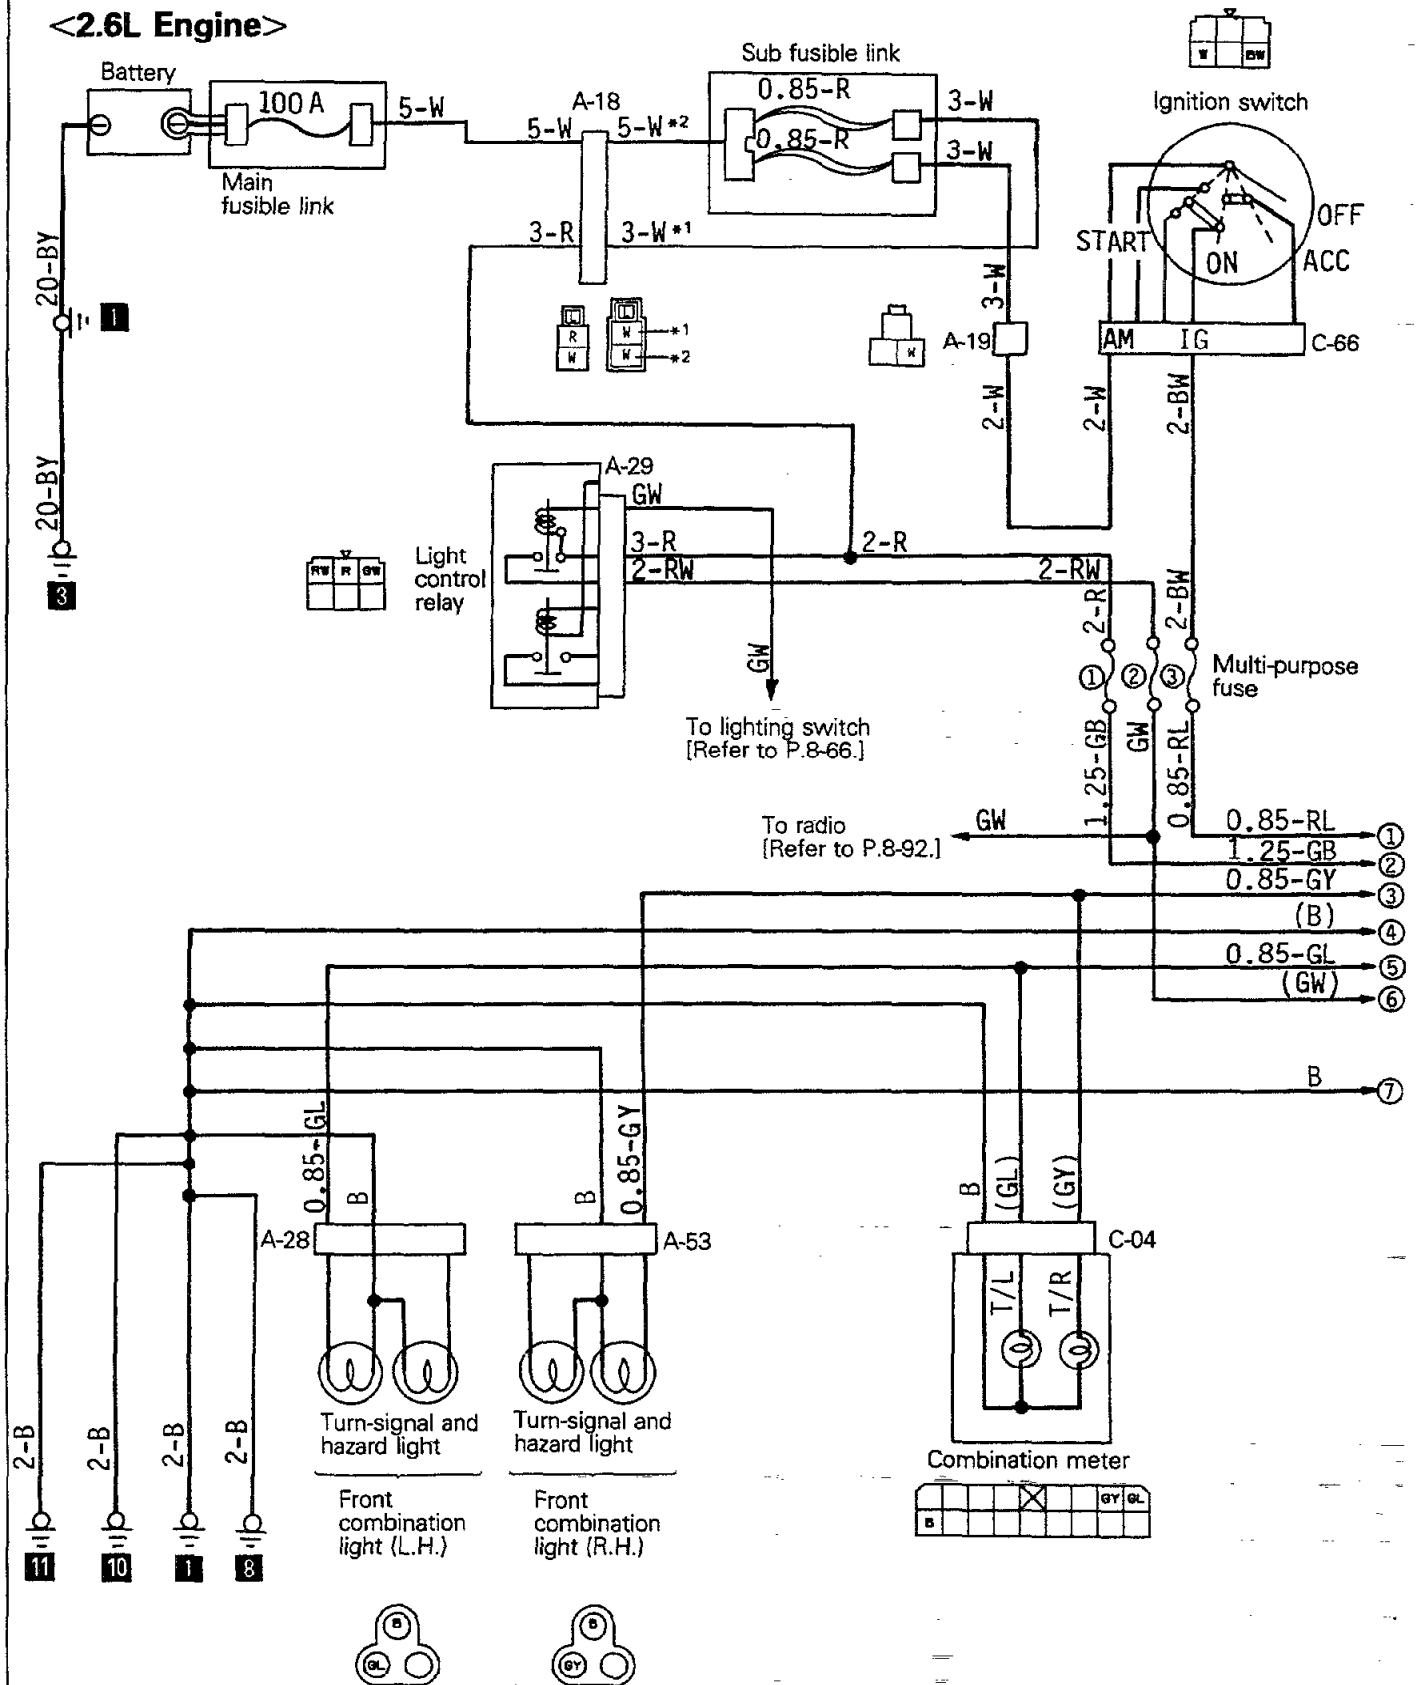 <2.6L Engine>
Battery
100 A
Main
fusible link
5-W
A-18
5-W
5-W*2
Sub fusible link
0.85-R
0.85-R
3-W
3-W
W
BW
Ignition switch
OFF
START
ON
ACC
3-R
3-W*1
20-BY
1
3-W
L
R
W
L
W
W
*1
*2
W
A-19
AM
IG
C-66
2-W
2-W
2-BW
20-BY
3
A-29
GW
3-R
2-R
2-RW
2-RW
RW
R
GW
Light
control
relay
2-R
2-BW
GW
1
2
3
Multi-purpose
fuse
To lighting switch
[Refer to P.8-66.]
1.25-GB
GW
0.85-RL
To radio
[Refer to P.8-92.]
GW
0.85-RL
1
1.25-GB
2
0.85-GY
3
(B)
4
0.85-GL
5
(GW)
6
B
7
0.85-GL
B
B
0.85-GY
B
(GL)
(GY)
A-28
A-53
C-04
T/L
T/R
2-B
2-B
2-B
2-B
Turn-signal and
hazard light
Turn-signal and
hazard light
Combination meter
GY
GL
B
Front
combination
light (L.H.)
Front
combination
light (R.H.)
11
10
1
8
B
GL
B
GY